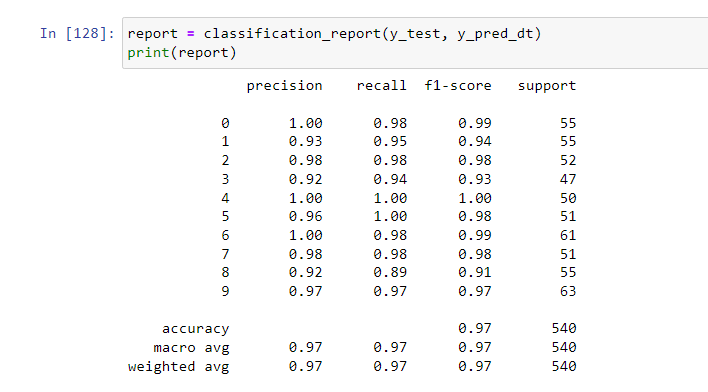 In [128]: report = classification_report(y_test, y_pred_dt)
print(report)
precision recall f1-score support
0 1.00 0.98 0.99 55
1 0.93 0.95 0.94 55
2 0.98 0.98 0.98 52
3 0.92 0.94 0.93 47
4 1.00 1.00 1.00 50
5 0.96 1.00 0.98 51
6 1.00 0.98 0.99 61
7 0.98 0.98 0.98 51
8 0.92 0.89 0.91 55
9 0.97 0.97 0.97 63
accuracy 0.97 540
macro avg 0.97 0.97 0.97 540
weighted avg 0.97 0.97 0.97 540